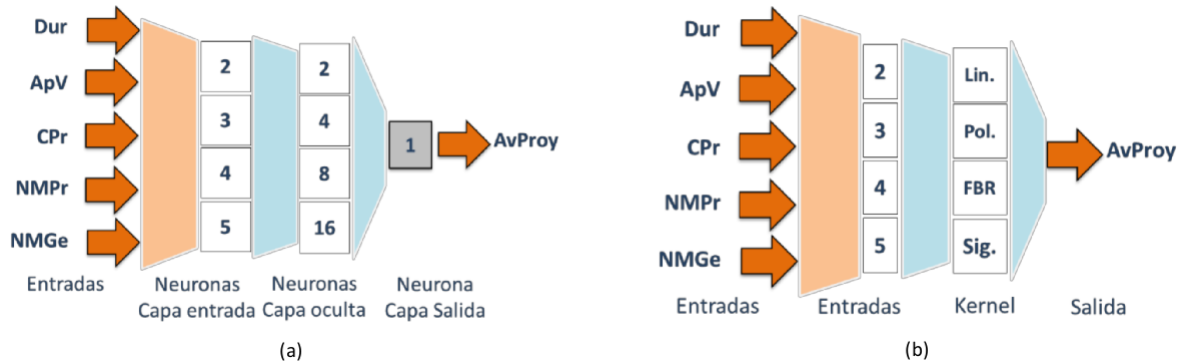 Dur
ApV
CPr
NMPr
NMGe
Entradas
2
3
4
5
Neuronas
Capa entrada
2
4
8
16
Neuronas
Capa oculta
1
Neurona
Capa Salida
AvProy
(a)
Dur
ApV
CPr
NMPr
NMGe
Entradas
2
3
4
5
Entradas
Lin.
Pol.
FBR
Sig.
Kernel
AvProy
Salida
(b)